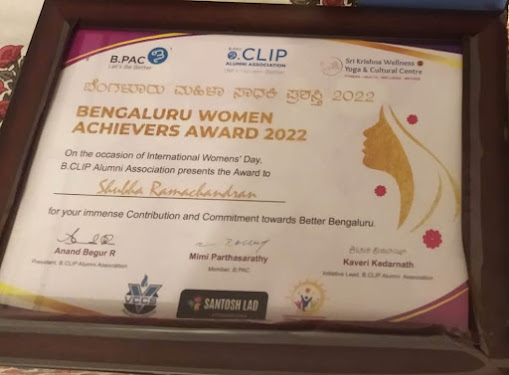 B.PAC
Let's Be Better
B.CLIP
ALUMNI ASSOCIATION
Sri Krishna Wellness
Yoga & Cultural Centre
ಬೆಂಗಳೂರು ಮಹಿಳಾ ಸಾಧಕಿ ಪ್ರಶಸ್ತಿ 2022
BENGALURU WOMEN
ACHIEVERS AWARD 2022
On the occasion of International Womens' Day,
B.CLIP Alumni Association presents the Award to
Shubha Ramachandran
for your immense Contribution and Commitment towards Better Bengaluru.
Anand Begur R
President, B.CLIP Alumni Association
Mimi Parthasarathy
Member, B.PAC
Kaveri Kedarnath
Initiative Lead, B.CLIP Alumni Association
SANTOSH LAD